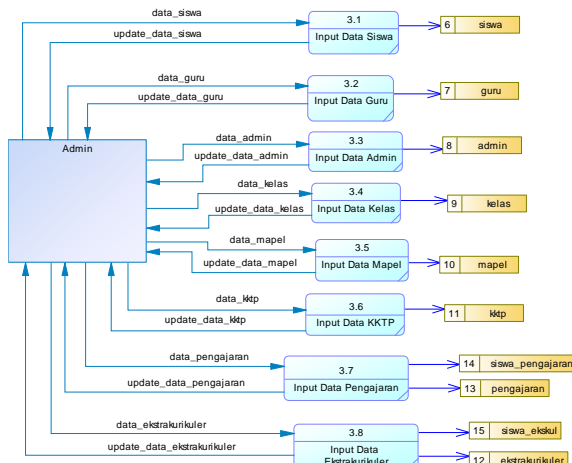 data_siswa
update_data_siswa
3.1
Input Data Siswa
6 siswa
data_guru
update_data_guru
3.2
Input Data Guru
7 guru
Admin
data_admin
update_data_admin
3.3
Input Data Admin
8 admin
data_kelas
update_data_kelas
3.4
Input Data Kelas
9 kelas
data_mapel
update_data_mapel
3.5
Input Data Mapel
10 mapel
data_kktp
update_data_kktp
3.6
Input Data KKTP
11 kktp
data_pengajaran
update_data_pengajaran
3.7
Input Data Pengajaran
14 siswa_pengajaran
13 pengajaran
data_ekstrakurikuler
update_data_ekstrakurikuler
3.8
Input Data
Ekstrakurikuler
15 siswa_ekskul
12 ekstrakurikuler